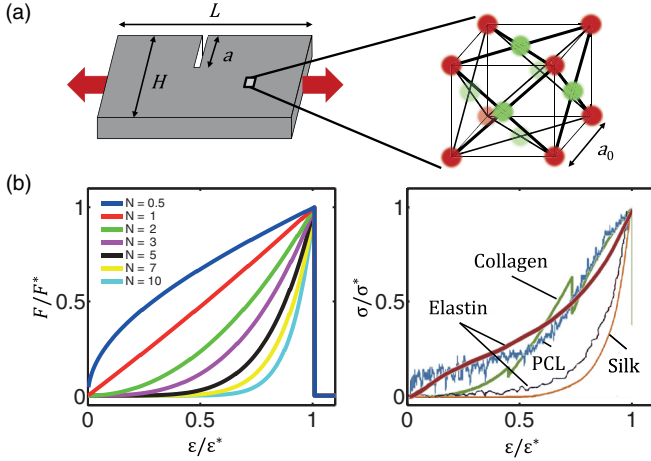 (a)
L
H
a
a₀
(b)
F/F*
1
0.5
0
0
0.5
1
ε/ε*
N = 0.5
N = 1
N = 2
N = 3
N = 5
N = 7
N = 10
σ/σ*
1
0.5
0
0
0.5
1
ε/ε*
Collagen
Elastin
PCL
Silk